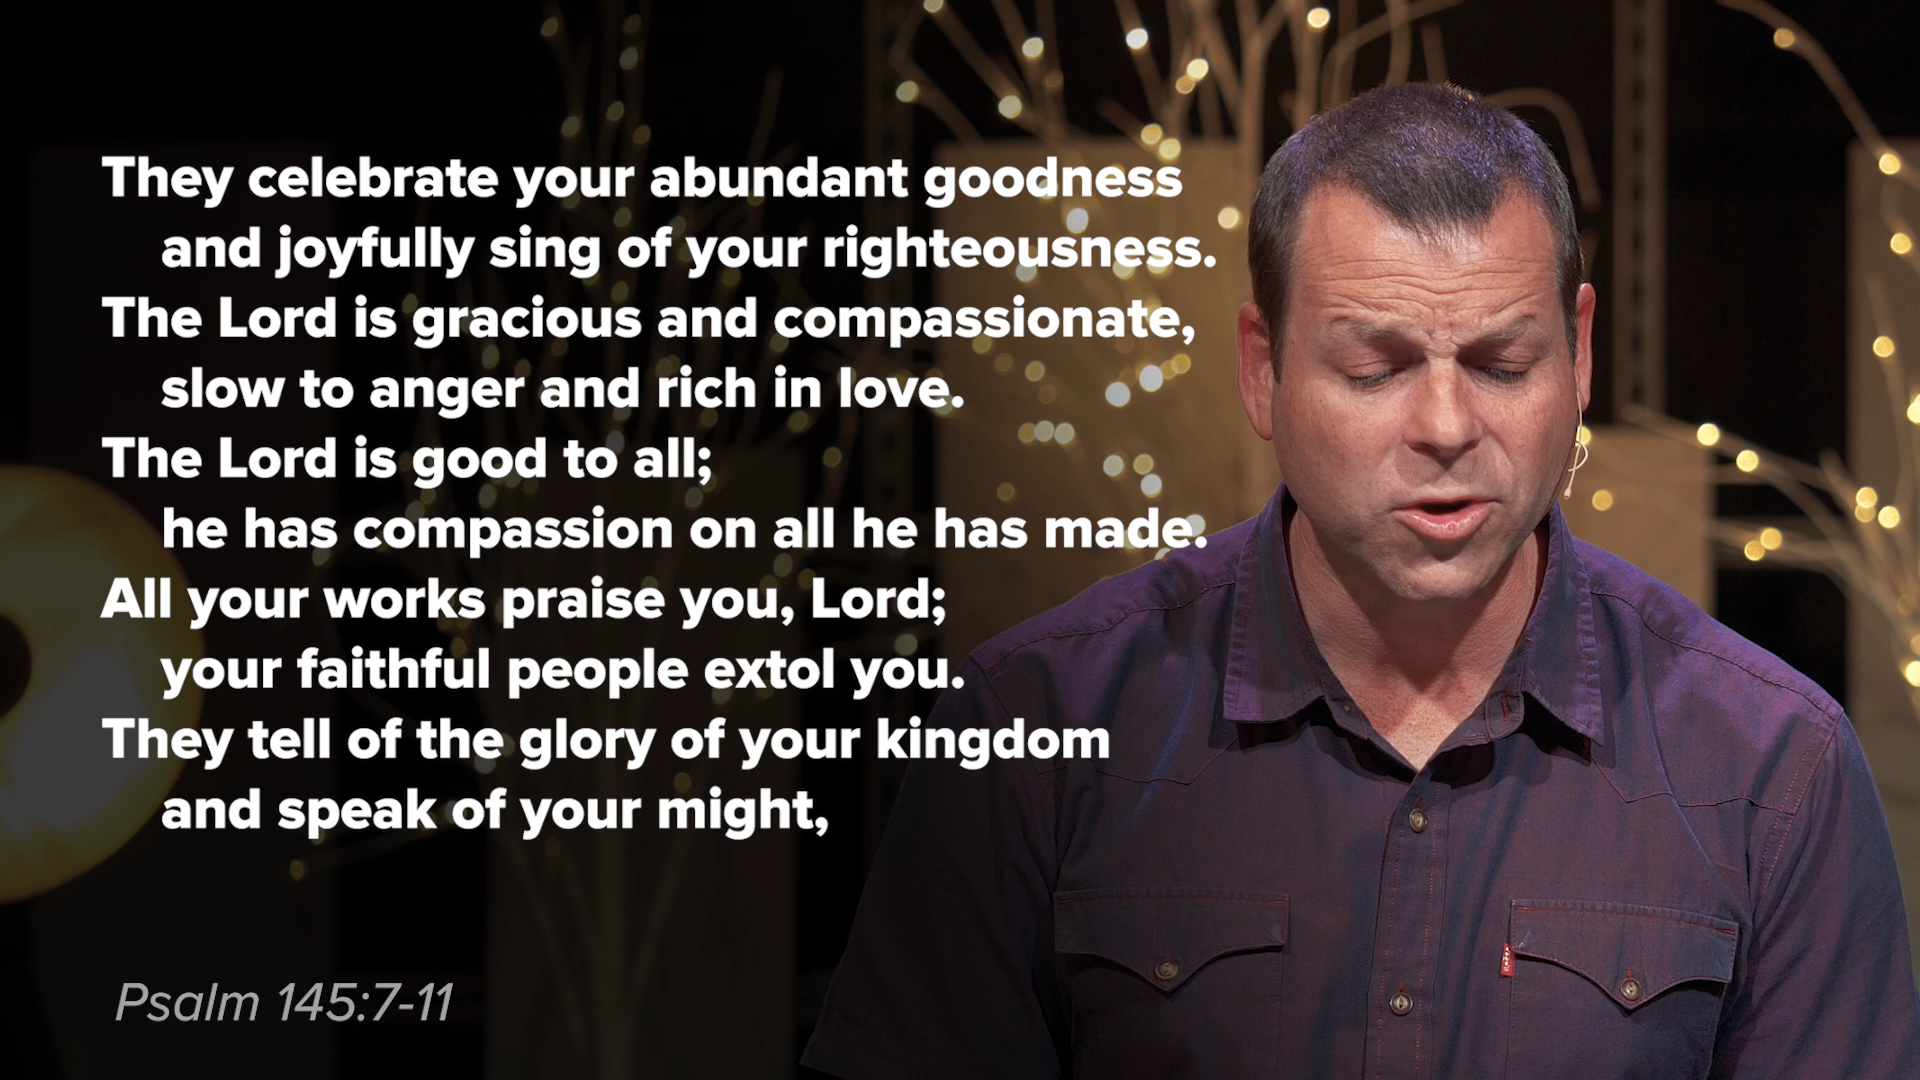 They celebrate your abundant goodness
and joyfully sing of your righteousness.
The Lord is gracious and compassionate,
slow to anger and rich in love.
The Lord is good to all;
he has compassion on all he has made.
All your works praise you, Lord;
your faithful people extol you.
They tell of the glory of your kingdom
and speak of your might,
Psalm 145:7-11